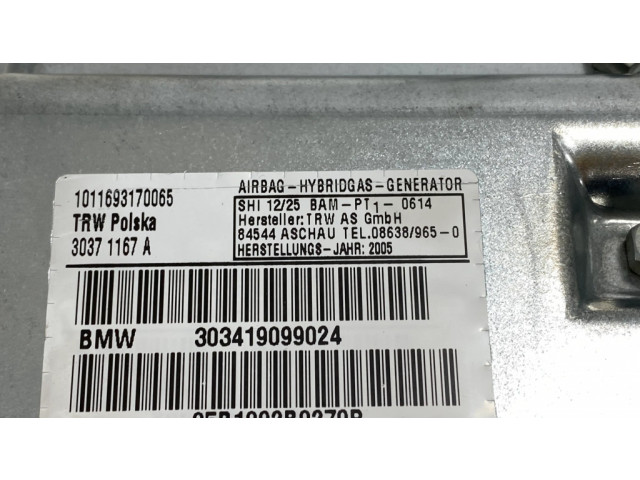 1011693170065
TRW Polska
3037 1167 A
AIRBAG-HYBRIDGAS-GENERATOR
SHI 12/25 BAM-PT1- 0614
Hersteller: TRW AS GmbH
84544 ASCHAU TEL.08638/965-0
HERSTELLUNGS-JAHR: 2005
BMW 303419099024